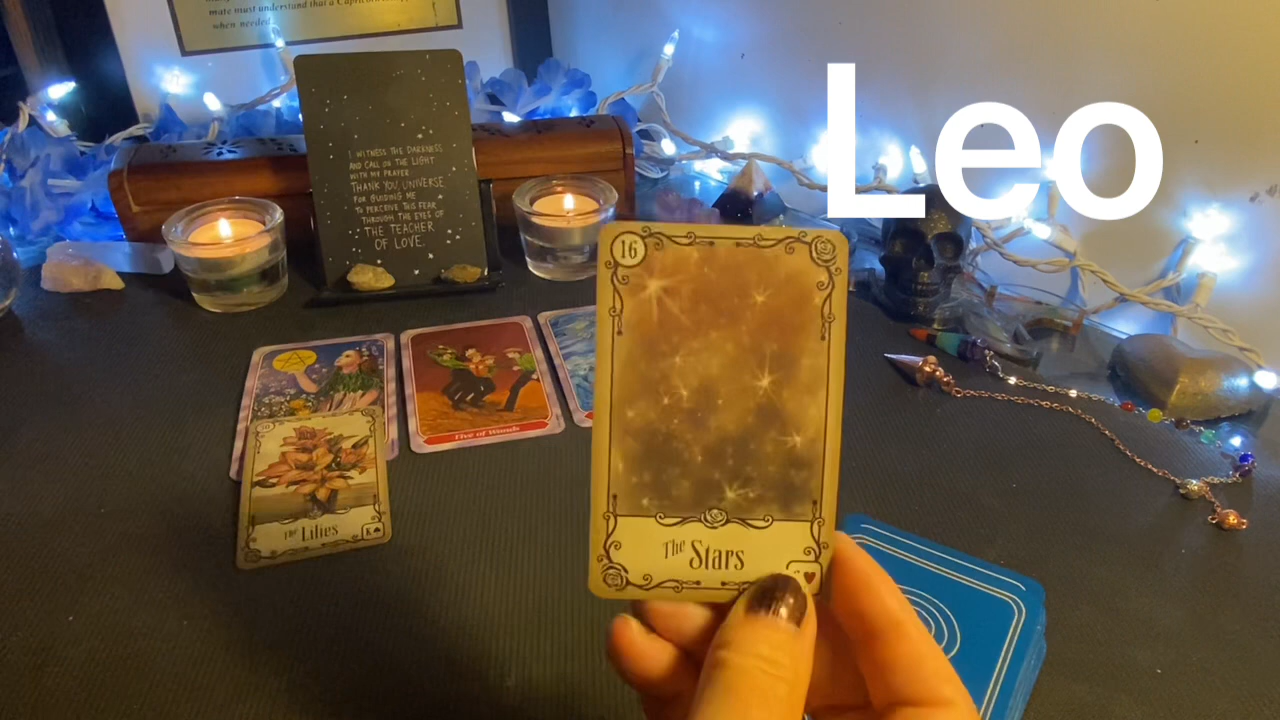 mate must understand that a Capricorn
when needed.
Leo
I WITNESS THE DARKNESS
AND CALL ON THE LIGHT
WITH MY PRAYER
THANK YOU, UNIVERSE
FOR GUIDING ME
TO PERCEIVE THIS FEAR
THROUGH THE EYES OF
THE TEACHER
OF LOVE.
16
The Stars
Five of Wands
30
The Lilies
K